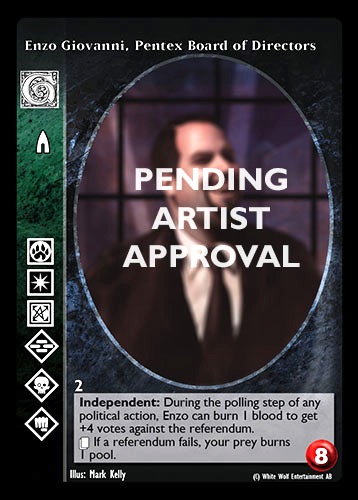 Enzo Giovanni, Pentex Board of Directors
PENDING
ARTIST
APPROVAL
2
Independent: During the polling step of any
political action, Enzo can burn 1 blood to get
+4 votes against the referendum.
If a referendum fails, your prey burns
1 pool.
8
Illus: Mark Kelly
(C) White Wolf Entertainment AB